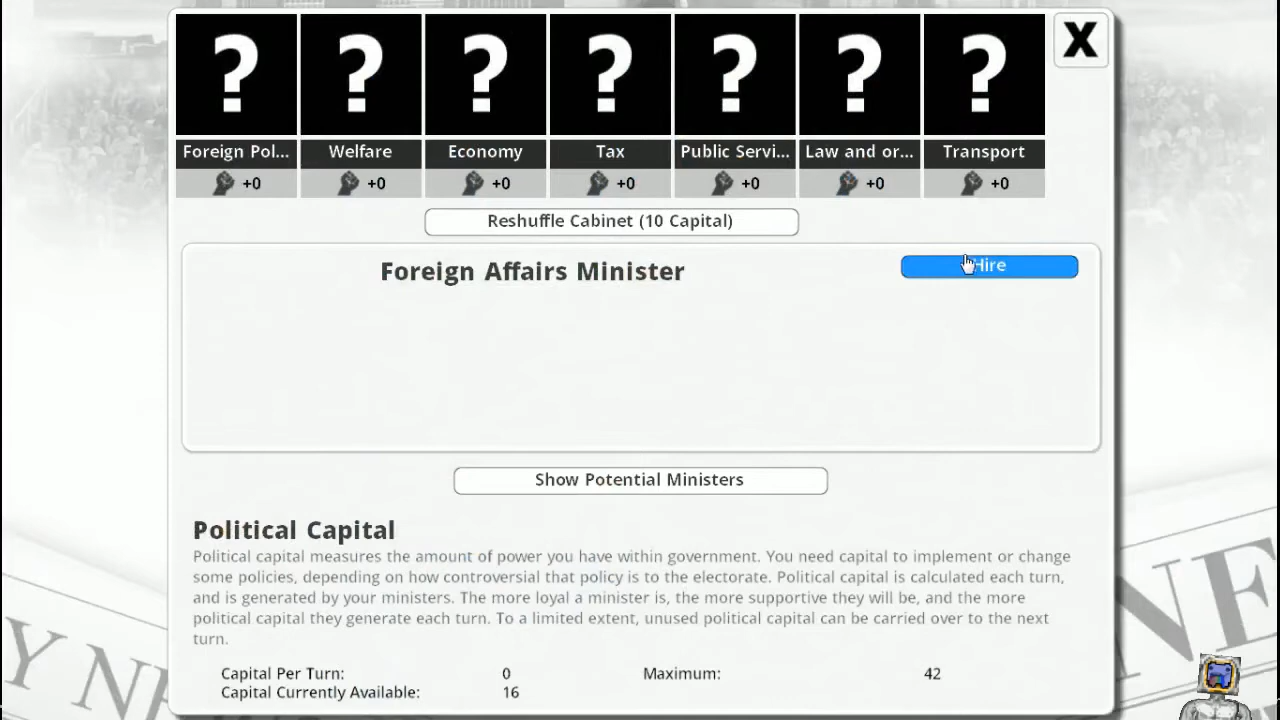 ? ? ? ? ? ? ? X
Foreign Pol... Welfare Economy Tax Public Servi... Law and or... Transport
+0 +0 +0 +0 +0 +0 +0
Reshuffle Cabinet (10 Capital)
Foreign Affairs Minister
Hire
Show Potential Ministers
Political Capital
Political capital measures the amount of power you have within government. You need capital to implement or change
some policies, depending on how controversial that policy is to the electorate. Political capital is calculated each turn,
and is generated by your ministers. The more loyal a minister is, the more supportive they will be, and the more
political capital they generate each turn. To a limited extent, unused political capital can be carried over to the next
turn.
Capital Per Turn: 0 Maximum: 42
Capital Currently Available: 16
Y NE
NE